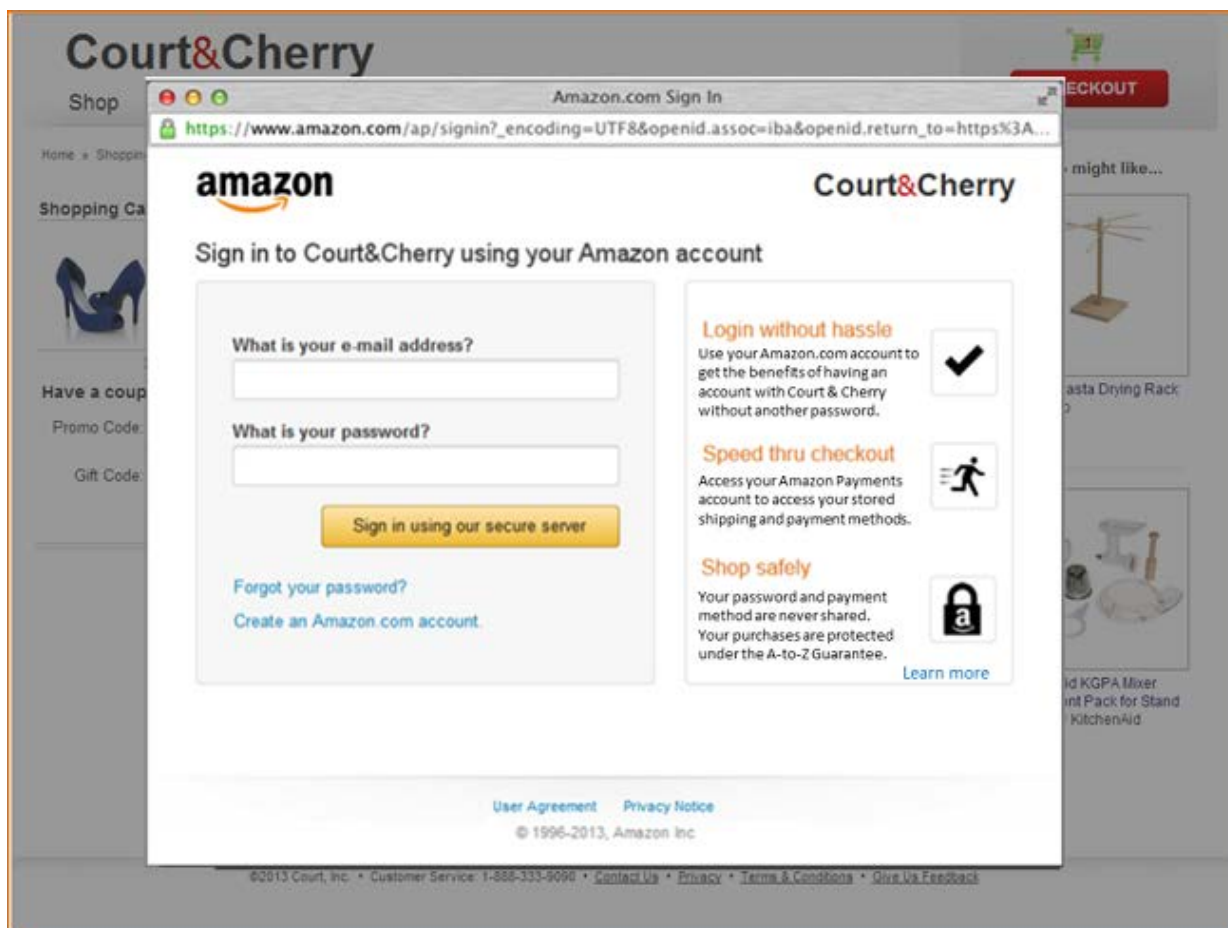 Court&Cherry
1
Shop
ECKOUT
Amazon.com Sign In
https://www.amazon.com/ap/signin?_encoding=UTF8&openid.assoc=iba&openid.return_to=https%3A...
Home » Shoppin
might like...
amazon
Court&Cherry
Shopping Ca
Sign in to Court&Cherry using your Amazon account
What is your e-mail address?
What is your password?
Sign in using our secure server
Forgot your password?
Create an Amazon.com account.
Login without hassle
Use your Amazon.com account to
get the benefits of having an
account with Court & Cherry
without another password.
Speed thru checkout
Access your Amazon Payments
account to access your stored
shipping and payment methods.
Shop safely
Your password and payment
method are never shared.
Your purchases are protected
under the A-to-Z Guarantee.
a
Learn more
Have a coup
Promo Code:
Gift Code:
asta Drying Rack
id KGPA Mixer
nt Pack for Stand
KitchenAid
User Agreement Privacy Notice
© 1996-2013, Amazon Inc
©2013 Court, Inc. • Customer Service: 1-888-333-9090 • Contact Us • Privacy • Terms & Conditions • Give Us Feedback